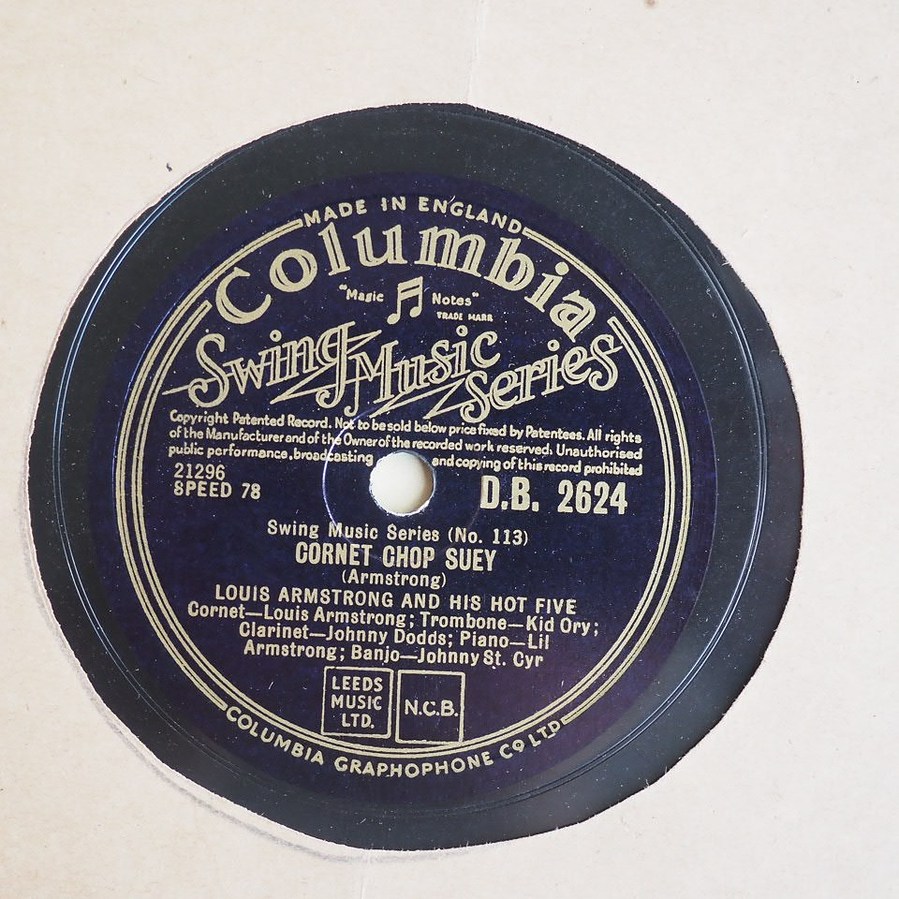 MADE IN ENGLAND
Columbia
"Magic Notes"
TRADE MARK
Swing Music Series
Copyright Patented Record. Not to be sold below price fixed by Patentees. All rights
of the Manufacturer and of the Owner of the recorded work reserved. Unauthorised
public performance, broadcasting and copying of this record prohibited
21296
SPEED 78
D.B. 2624
Swing Music Series (No. 113)
CORNET CHOP SUEY
(Armstrong)
LOUIS ARMSTRONG AND HIS HOT FIVE
Cornet—Louis Armstrong; Trombone—Kid Ory;
Clarinet—Johnny Dodds; Piano—Lil
Armstrong; Banjo—Johnny St. Cyr
LEEDS
MUSIC
LTD.
N.C.B.
COLUMBIA GRAPHOPHONE CO LTD